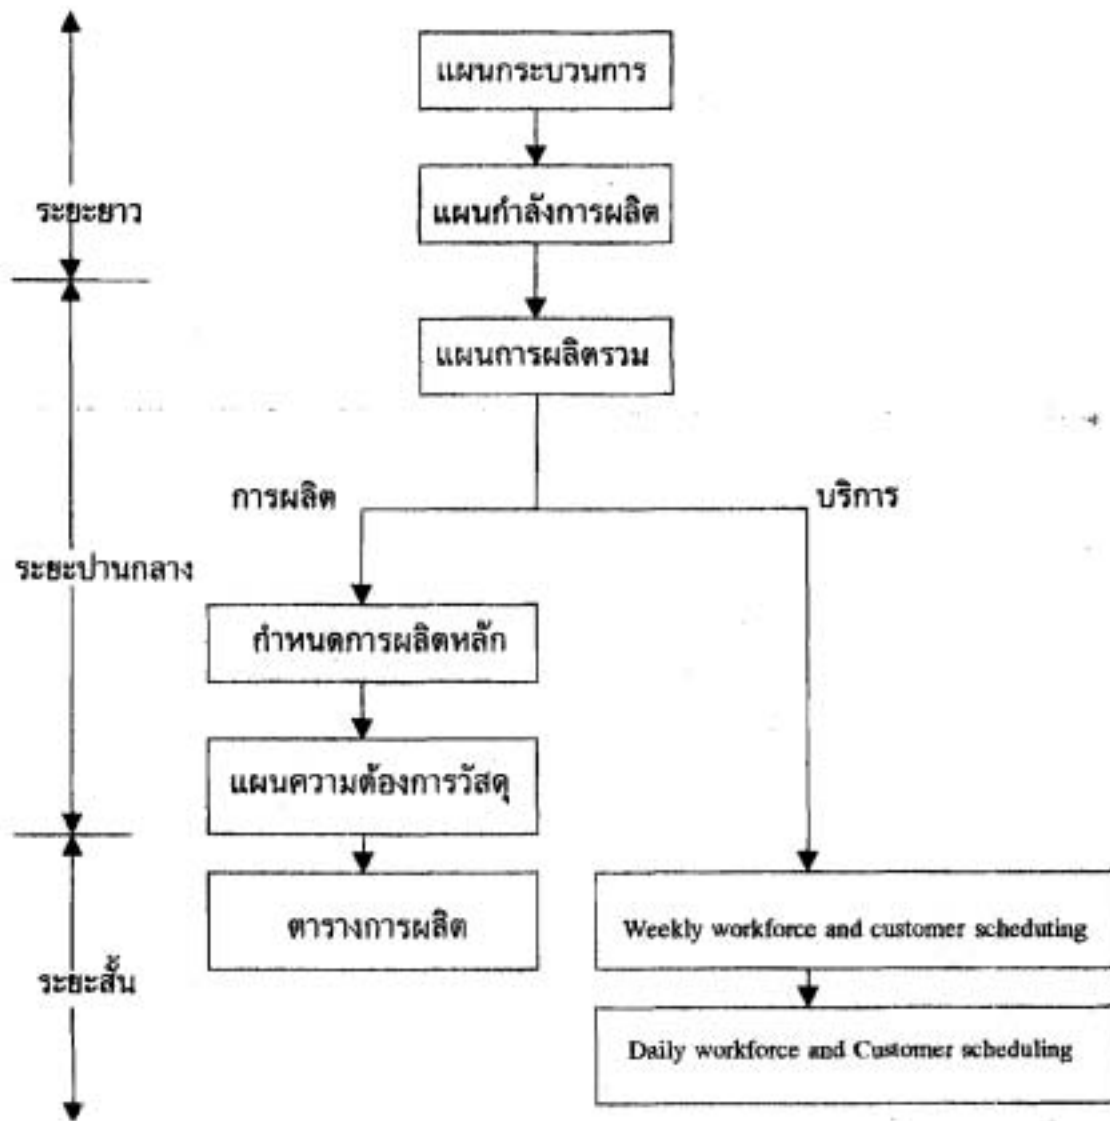 แผนกระบวนการ
ระยะยาว
แผนกำลังการผลิต
แผนการผลิตรวม
การผลิต
บริการ
ระยะปานกลาง
กำหนดการผลิตหลัก
แผนความต้องการวัสดุ
ตารางการผลิต
Weekly workforce and customer scheduting
ระยะสั้น
Daily workforce and Customer scheduling